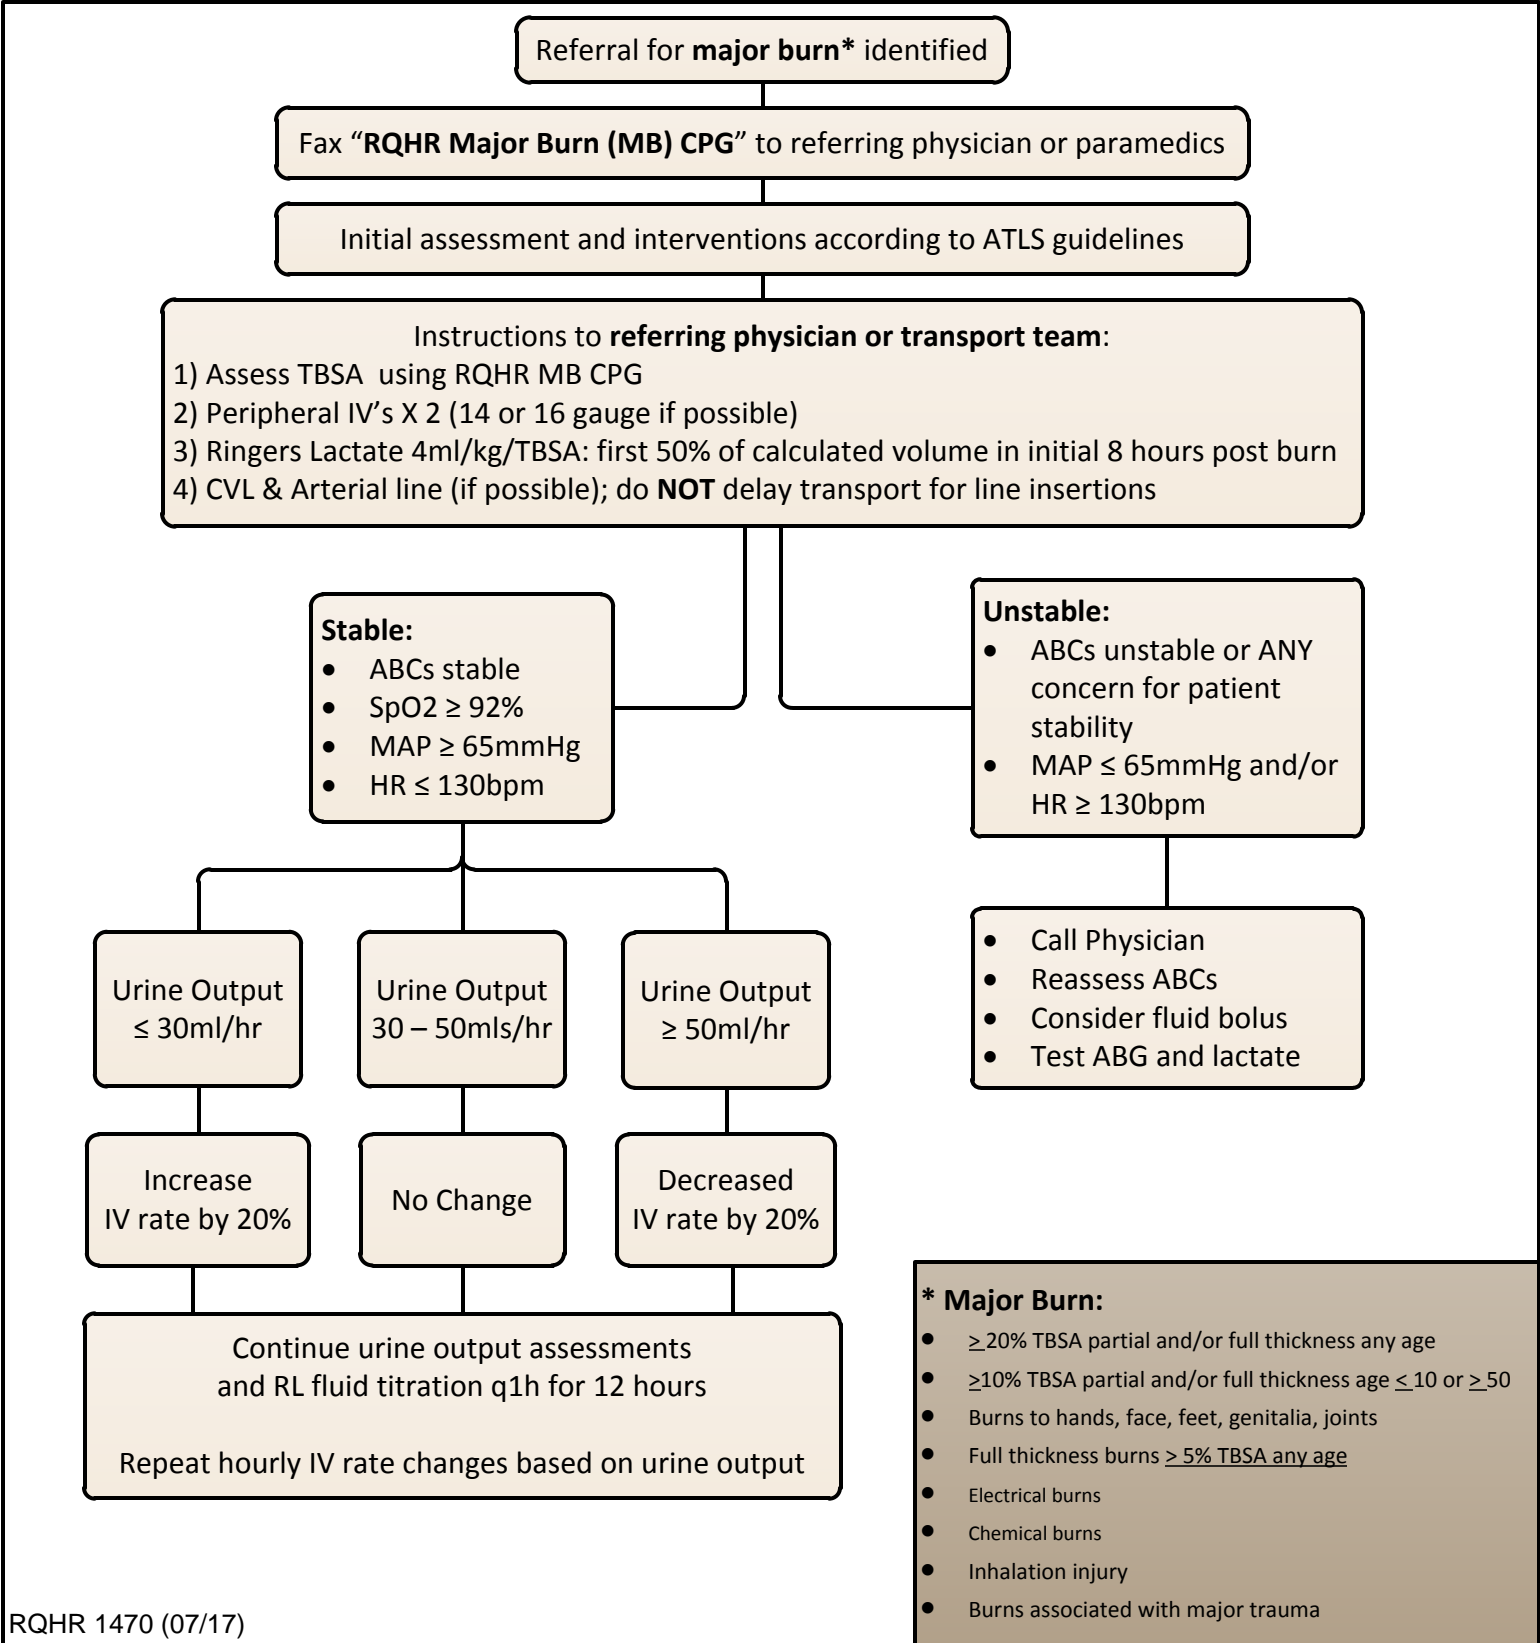 Referral for major burn* identified
Fax “RQHR Major Burn (MB) CPG” to referring physician or paramedics
Initial assessment and interventions according to ATLS guidelines
Instructions to referring physician or transport team:
1) Assess TBSA using RQHR MB CPG
2) Peripheral IV's X 2 (14 or 16 gauge if possible)
3) Ringers Lactate 4ml/kg/TBSA: first 50% of calculated volume in initial 8 hours post burn
4) CVL & Arterial line (if possible); do NOT delay transport for line insertions
Stable:
• ABCs stable
• SpO2 ≥ 92%
• MAP ≥ 65mmHg
• HR ≤ 130bpm
Unstable:
• ABCs unstable or ANY
concern for patient
stability
• MAP ≤ 65mmHg and/or
HR ≥ 130bpm
Urine Output
≤ 30ml/hr
Urine Output
30 – 50mls/hr
Urine Output
≥ 50ml/hr
• Call Physician
• Reassess ABCs
• Consider fluid bolus
• Test ABG and lactate
Increase
IV rate by 20%
No Change
Decreased
IV rate by 20%
Continue urine output assessments
and RL fluid titration q1h for 12 hours
Repeat hourly IV rate changes based on urine output
* Major Burn:
• > 20% TBSA partial and/or full thickness any age
• >10% TBSA partial and/or full thickness age < 10 or > 50
• Burns to hands, face, feet, genitalia, joints
• Full thickness burns > 5% TBSA any age
• Electrical burns
• Chemical burns
• Inhalation injury
• Burns associated with major trauma
RQHR 1470 (07/17)